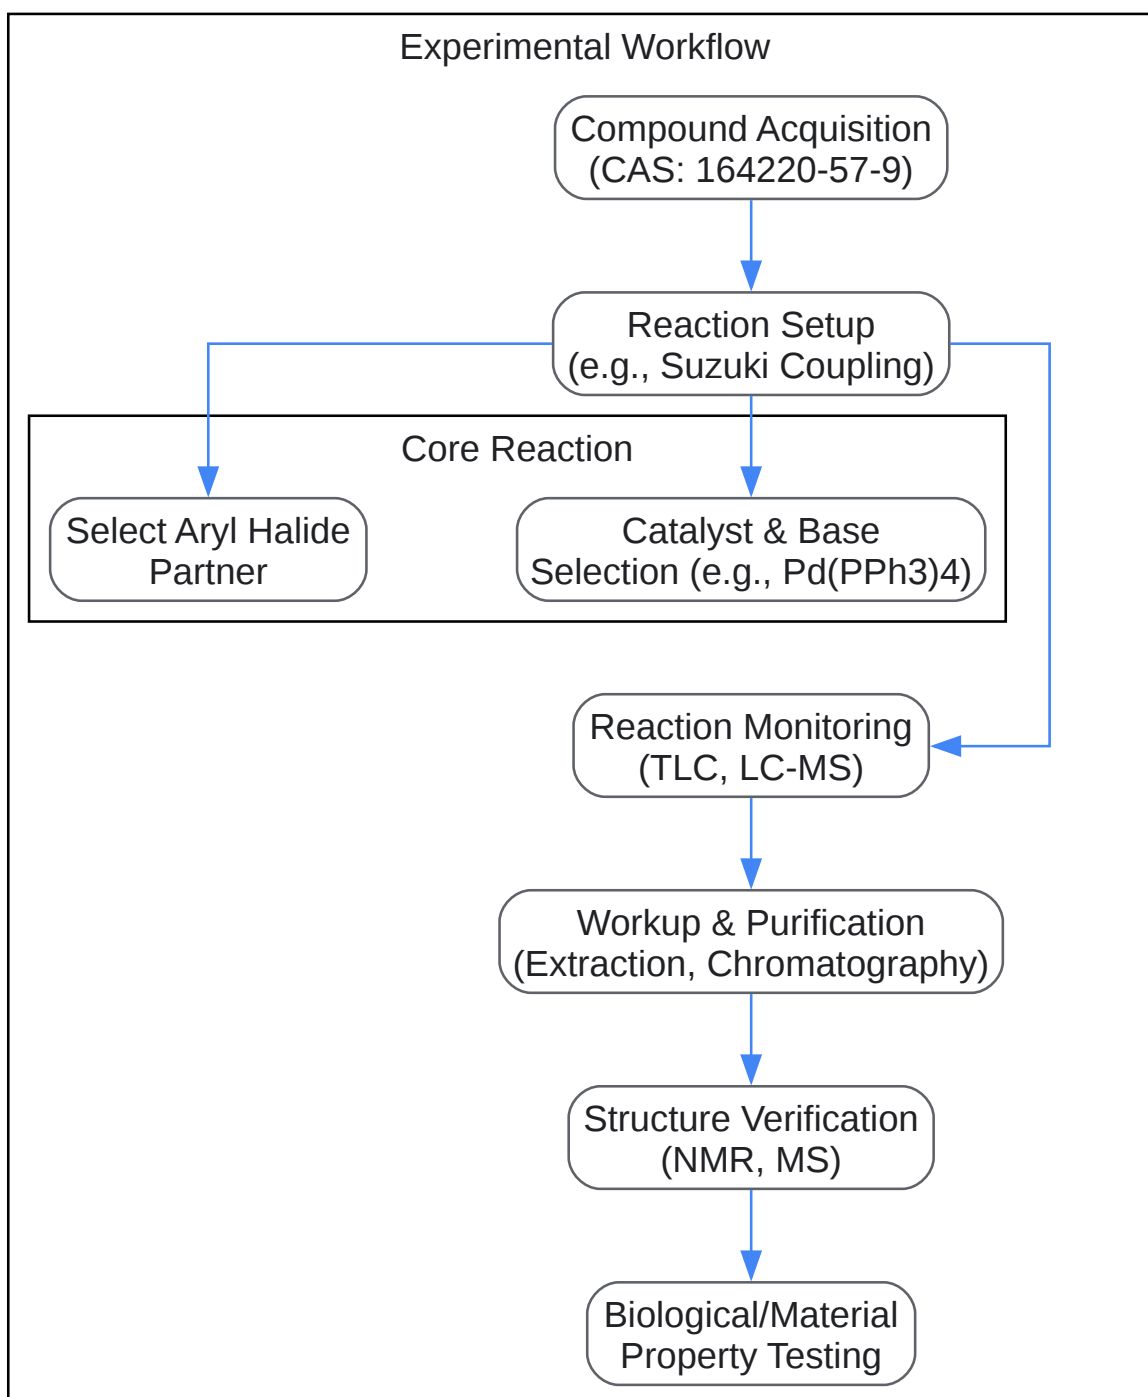 Experimental Workflow
Compound Acquisition
(CAS: 164220-57-9)
Reaction Setup
(e.g., Suzuki Coupling)
Core Reaction
Select Aryl Halide
Partner
Catalyst & Base
Selection (e.g., Pd(PPh3)4)
Reaction Monitoring
(TLC, LC-MS)
Workup & Purification
(Extraction, Chromatography)
Structure Verification
(NMR, MS)
Biological/Material
Property Testing